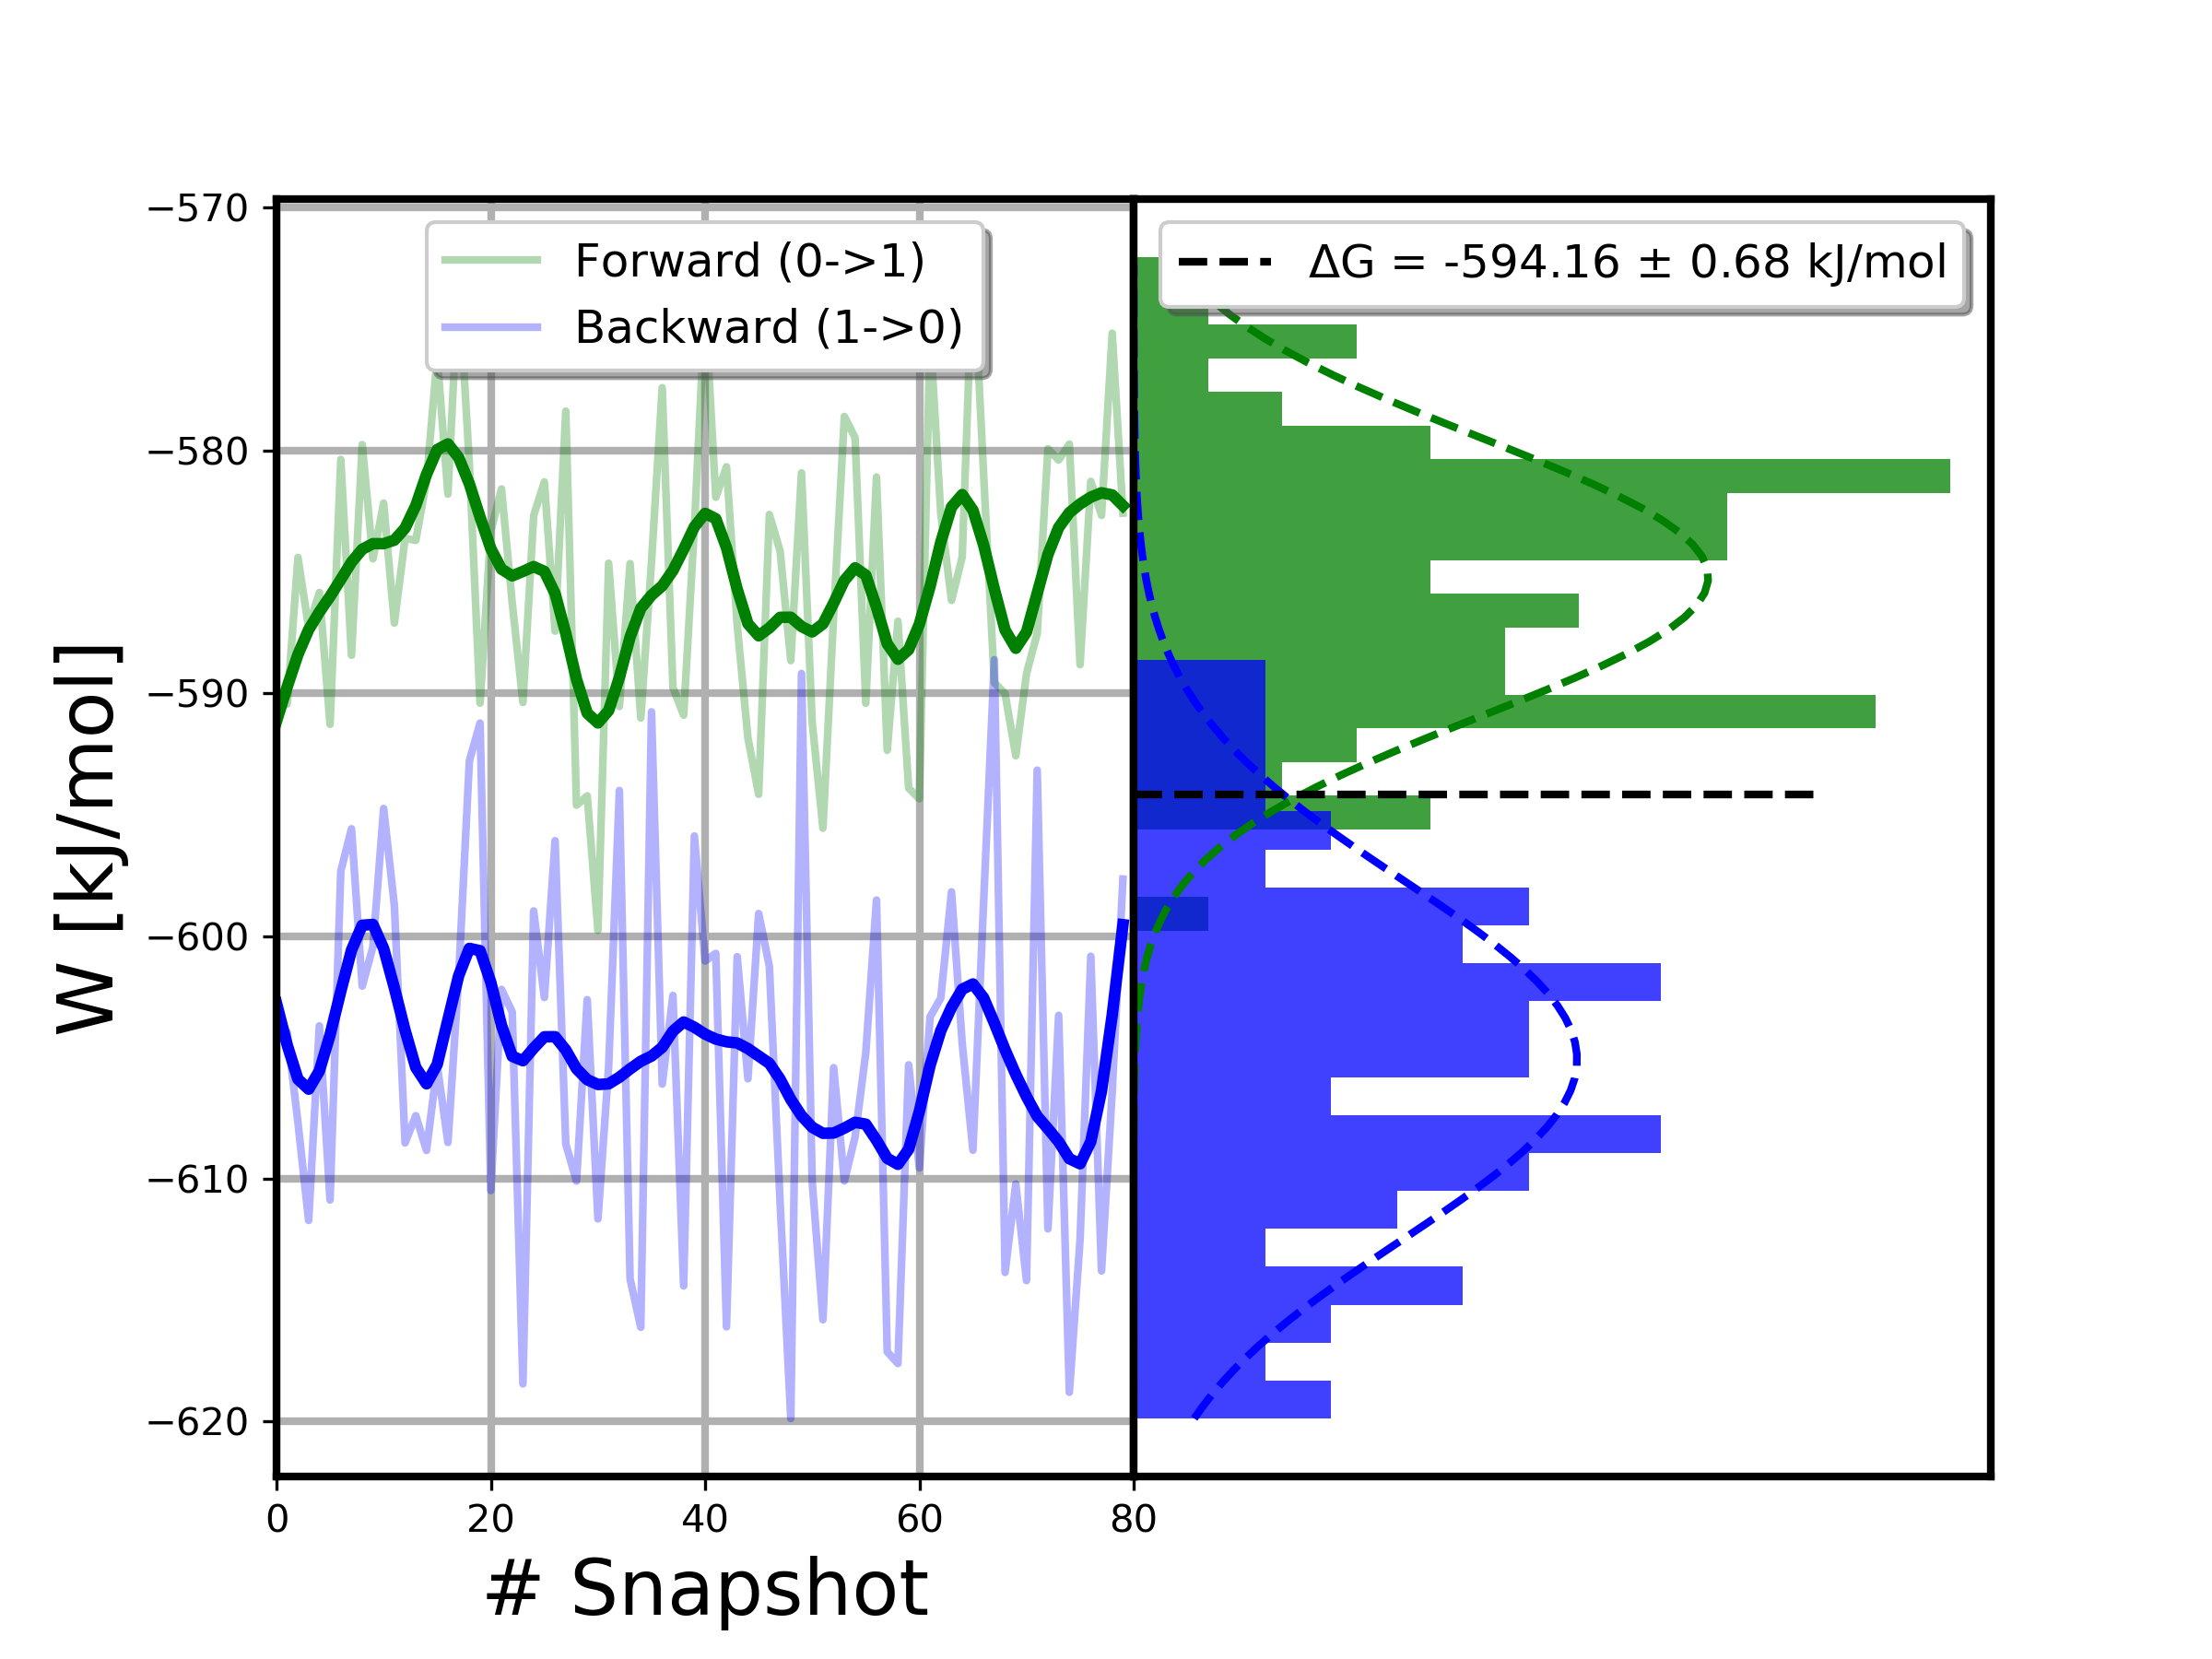 −570
−580
−590
−600
−610
−620
W [kJ/mol]
Forward (0->1)
Backward (1->0)
ΔG = -594.16 ± 0.68 kJ/mol
0 20 40 60 80
# Snapshot